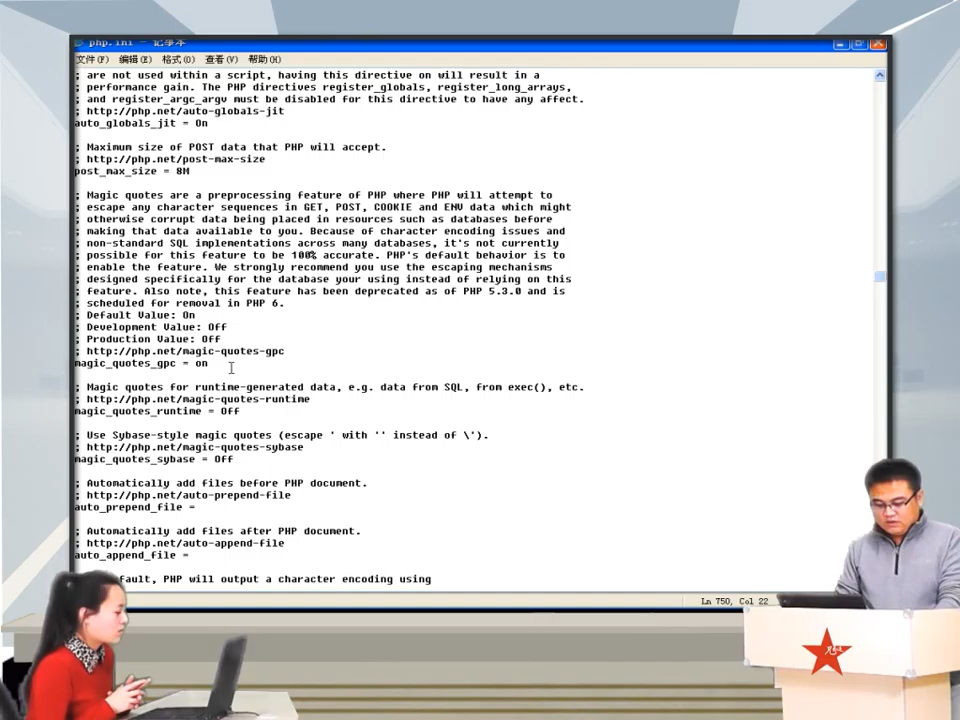 php.ini - 记事本
文件(F) 编辑(E) 格式(O) 查看(V) 帮助(H)
; are not used within a script, having this directive on will result in a
; performance gain. The PHP directives register_globals, register_long_arrays,
; and register_argc_argv must be disabled for this directive to have any affect.
; http://php.net/auto-globals-jit
auto_globals_jit = On
; Maximum size of POST data that PHP will accept.
; http://php.net/post-max-size
post_max_size = 8M
; Magic quotes are a preprocessing feature of PHP where PHP will attempt to
; escape any character sequences in GET, POST, COOKIE and ENV data which might
; otherwise corrupt data being placed in resources such as databases before
; making that data available to you. Because of character encoding issues and
; non-standard SQL implementations across many databases, it's not currently
; possible for this feature to be 100% accurate. PHP's default behavior is to
; enable the feature. We strongly recommend you use the escaping mechanisms
; designed specifically for the database your using instead of relying on this
; feature. Also note, this feature has been deprecated as of PHP 5.3.0 and is
; scheduled for removal in PHP 6.
; Default Value: On
; Development Value: Off
; Production Value: Off
; http://php.net/magic-quotes-gpc
magic_quotes_gpc = on
; Magic quotes for runtime-generated data, e.g. data from SQL, from exec(), etc.
; http://php.net/magic-quotes-runtime
magic_quotes_runtime = Off
; Use Sybase-style magic quotes (escape ' with '' instead of \').
; http://php.net/magic-quotes-sybase
magic_quotes_sybase = Off
; Automatically add files before PHP document.
; http://php.net/auto-prepend-file
auto_prepend_file =
; Automatically add files after PHP document.
; http://php.net/auto-append-file
auto_append_file =
fault, PHP will output a character encoding using
Ln 750, Col 22